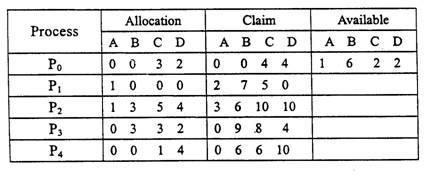 Process Allocation Claim Available
A B C D A B C D A B C D
P0 0 0 3 2 0 0 4 4 1 6 2 2
P1 1 0 0 0 2 7 5 0
P2 1 3 5 4 3 6 10 10
P3 0 3 3 2 0 9 8 4
P4 0 0 1 4 0 6 6 10